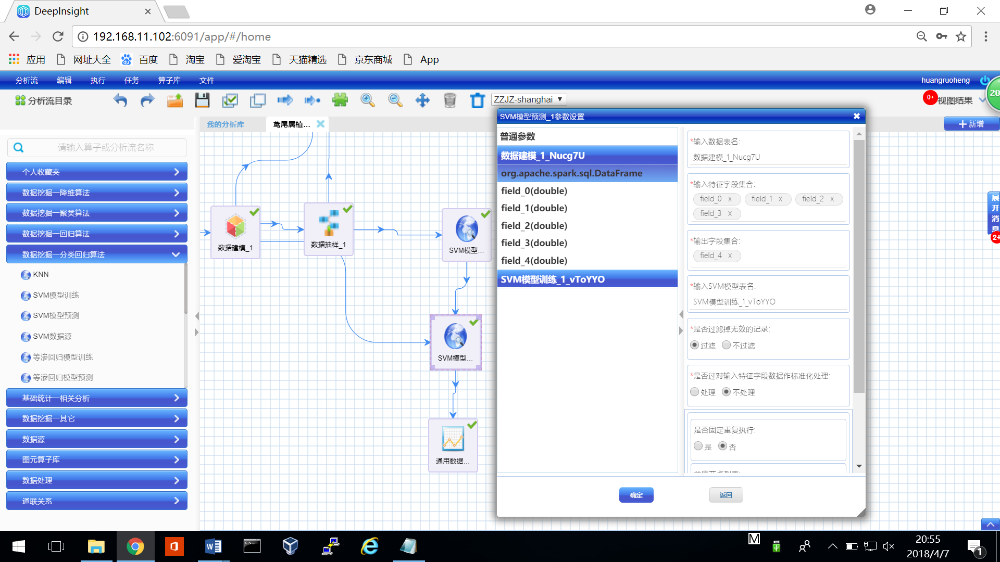 DeepInsight
192.168.11.102:6091/app/#/home
应用 网址大全 百度 淘宝 爱淘宝 天猫精选 京东商城 App
分析流 编辑 执行 任务 算子库 文件 huangruoheng
分析流目录 ZZJZ-shanghai 0+ 视图结果 20
我的分析库 鸢尾属植... 新增
请输入算子或分析流名称
个人收藏夹
数据挖掘—降维算法
数据挖掘—聚类算法
数据挖掘—回归算法
数据挖掘—分类回归算法
KNN
SVM模型训练
SVM模型预测
SVM数据源
等渗回归模型训练
等渗回归模型预测
基础统计—相关分析
数据挖掘—其它
数据源
图元算子库
数据处理
通联关系
数据建模_1
数据抽样_1
SVM模型...
SVM模型...
通用数据...
SVM模型预测_1参数设置
普通参数
数据建模_1_Nucg7U
org.apache.spark.sql.DataFrame
field_0(double)
field_1(double)
field_2(double)
field_3(double)
field_4(double)
SVM模型训练_1_vToYYO
*输入数据表名:
数据建模_1_Nucg7U
*输入特征字段集合:
field_0 x field_1 x field_2 x
field_3 x
*输出字段集合:
field_4 x
*输入SVM模型表名:
SVM模型训练_1_vToYYO
*是否过滤掉无效的记录:
过滤 不过滤
*是否过对输入特征字段数据作标准化处理:
处理 不处理
是否固定重复执行:
是 否
确定 返回
展
开
消
息
2+
M
20:55
2018/4/7
1